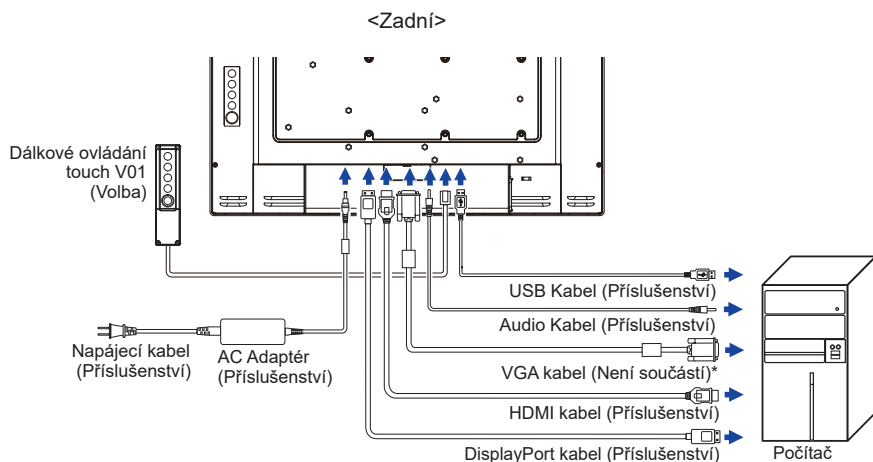 <Zadní>
Dálkové ovládání
touch V01
(Volba)
USB Kabel (Příslušenství)
Audio Kabel (Příslušenství)
Napájecí kabel
(Příslušenství)
AC Adaptér
(Příslušenství)
VGA kabel (Není součástí)*
HDMI kabel (Příslušenství)
DisplayPort kabel (Příslušenství)
Počítač